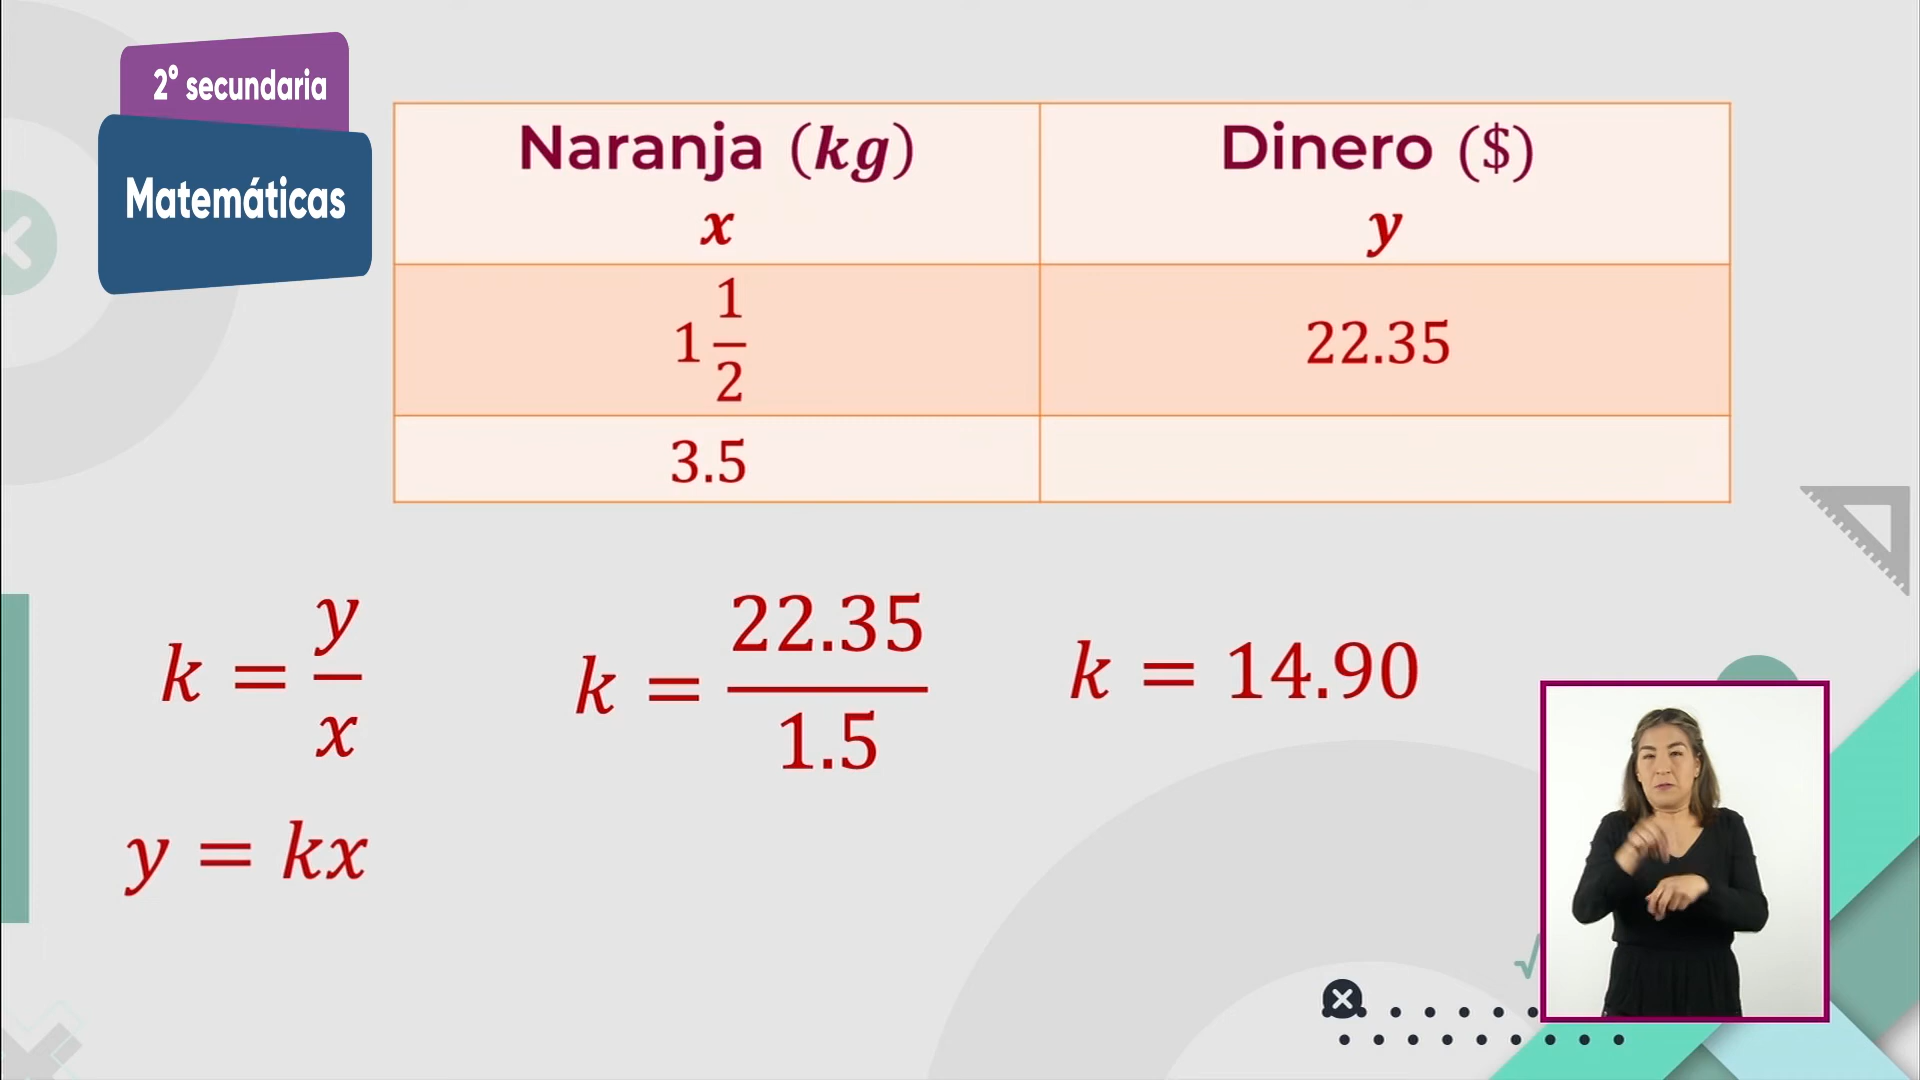 2° secundaria
Matemáticas
Naranja (kg) Dinero ($)
x y
1 1/2 22.35
3.5
k = y/x k = 22.35/1.5 k = 14.90
y = kx